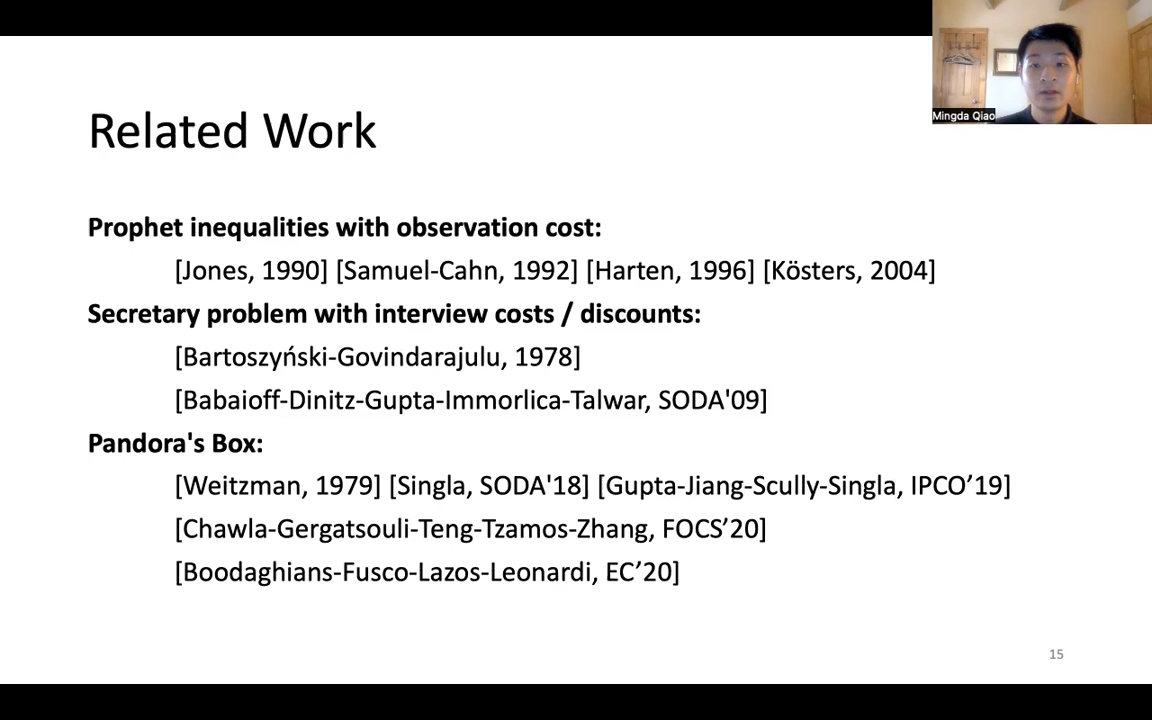 Mingda Qiao
Related Work
Prophet inequalities with observation cost:
[Jones, 1990] [Samuel-Cahn, 1992] [Harten, 1996] [Kösters, 2004]
Secretary problem with interview costs / discounts:
[Bartoszyński-Govindarajulu, 1978]
[Babaioff-Dinitz-Gupta-Immorlica-Talwar, SODA'09]
Pandora's Box:
[Weitzman, 1979] [Singla, SODA'18] [Gupta-Jiang-Scully-Singla, IPCO’19]
[Chawla-Gergatsouli-Teng-Tzamos-Zhang, FOCS’20]
[Boodaghians-Fusco-Lazos-Leonardi, EC’20]
15